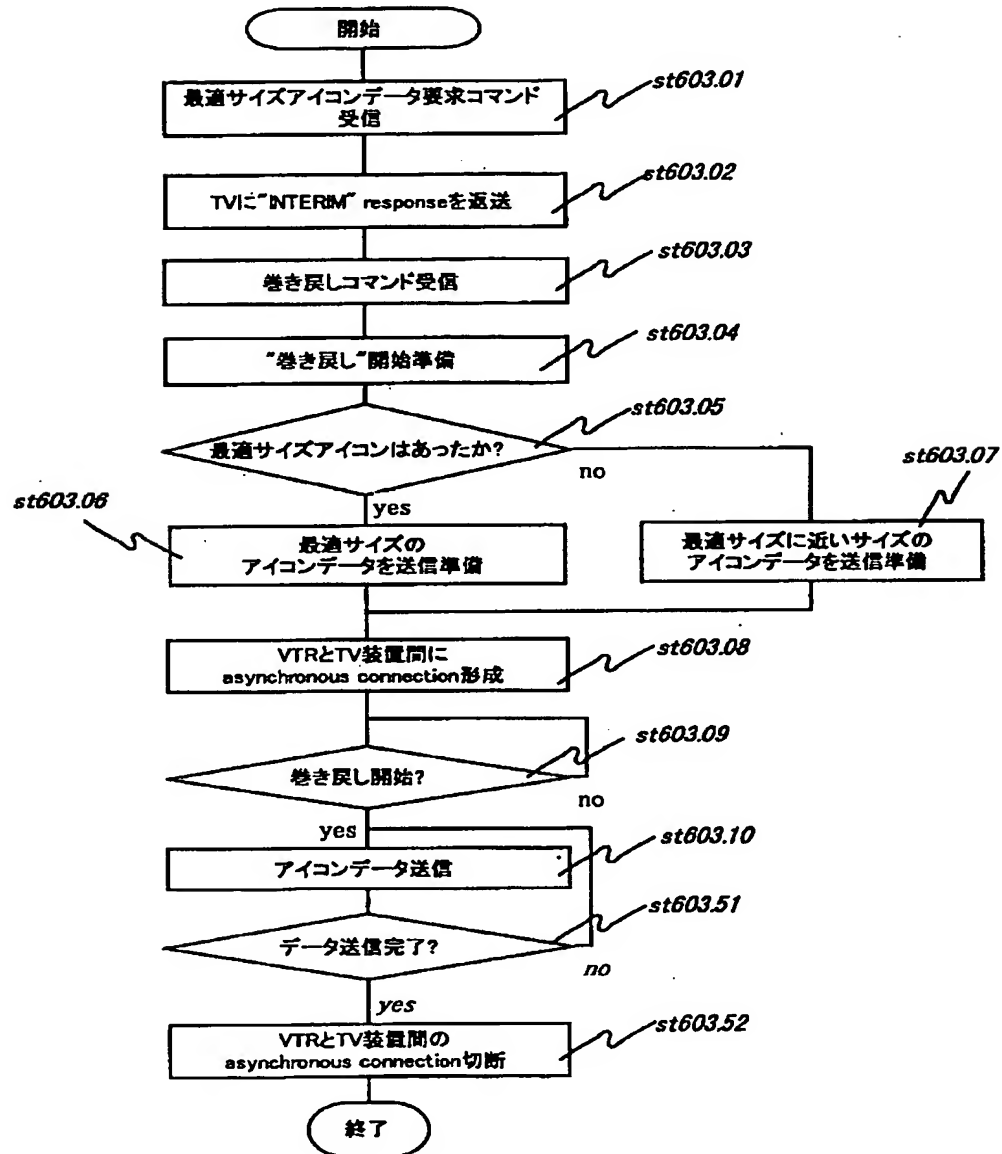 開始
最適サイズアイコンデータ要求コマンド
受信
st603.01
TVに"INTERIM" responseを返送
st603.02
巻き戻しコマンド受信
st603.03
"巻き戻し"開始準備
st603.04
最適サイズアイコンはあったか?
st603.05
no
yes
st603.06
最適サイズの
アイコンデータを送信準備
st603.07
最適サイズに近いサイズの
アイコンデータを送信準備
VTRとTV装置間に
asynchronous connection形成
st603.08
巻き戻し開始?
st603.09
no
yes
アイコンデータ送信
st603.10
データ送信完了?
st603.51
no
yes
VTRとTV装置間の
asynchronous connection切断
st603.52
終了